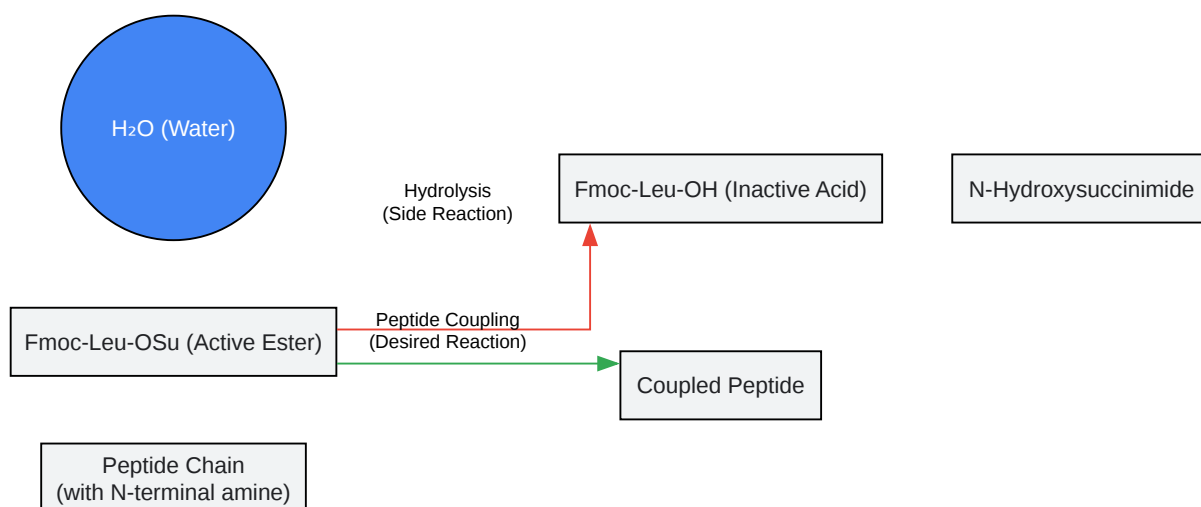 H₂O (Water)
Hydrolysis
(Side Reaction)
Fmoc-Leu-OH (Inactive Acid)
N-Hydroxysuccinimide
Fmoc-Leu-OSu (Active Ester)
Peptide Coupling
(Desired Reaction)
Coupled Peptide
Peptide Chain
(with N-terminal amine)